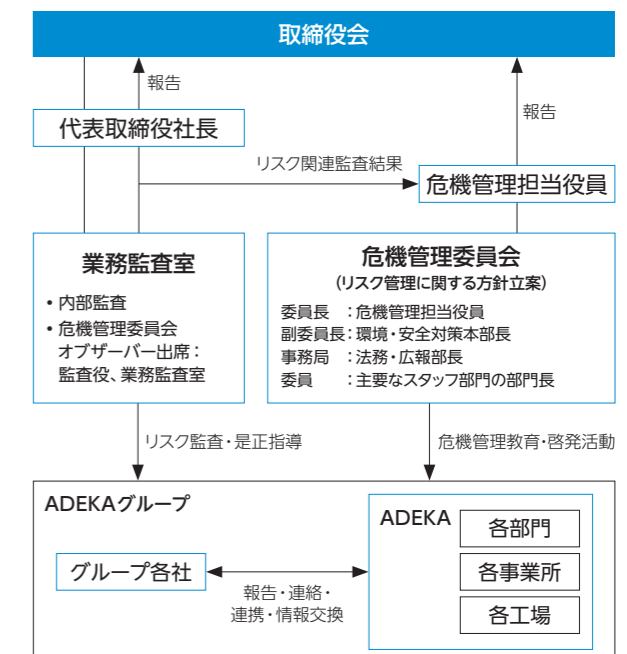 取締役会
報告
報告
代表取締役社長
リスク関連監査結果
危機管理担当役員
業務監査室
• 内部監査
• 危機管理委員会
オブザーバー出席：
監査役、業務監査室
危機管理委員会
(リスク管理に関する方針立案)
委員長　：危機管理担当役員
副委員長：環境・安全対策本部長
事務局　：法務・広報部長
委員　　：主要なスタッフ部門の部門長
リスク監査・是正指導
危機管理教育・啓発活動
ADEKAグループ
グループ各社
報告・連絡・
連携・情報交換
ADEKA
各部門
各事業所
各工場